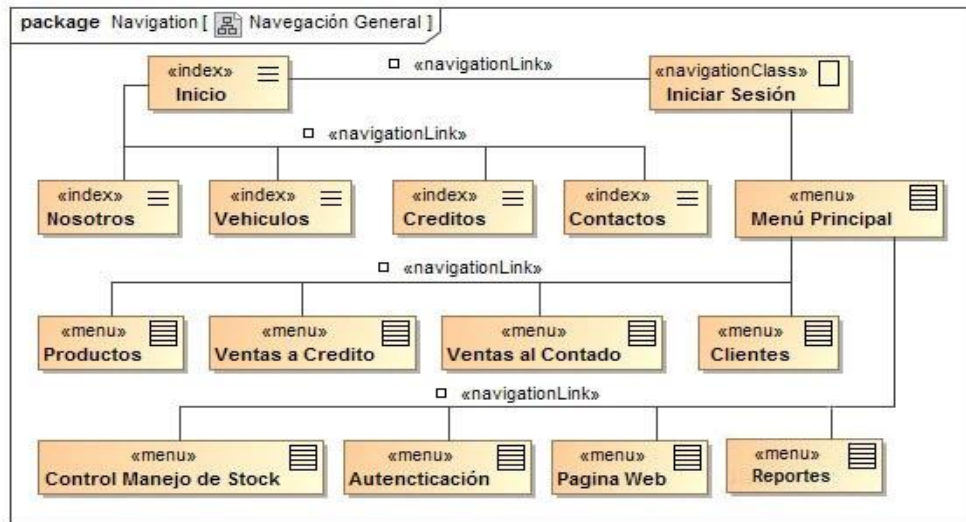 package Navigation [ Navegación General ]
«navigationLink»
«index»
Inicio
«navigationClass»
Iniciar Sesión
«navigationLink»
«index»
Nosotros
«index»
Vehiculos
«index»
Creditos
«index»
Contactos
«menu»
Menú Principal
«navigationLink»
«menu»
Productos
«menu»
Ventas a Credito
«menu»
Ventas al Contado
«menu»
Clientes
«navigationLink»
«menu»
Control Manejo de Stock
«menu»
Autencticación
«menu»
Pagina Web
«menu»
Reportes